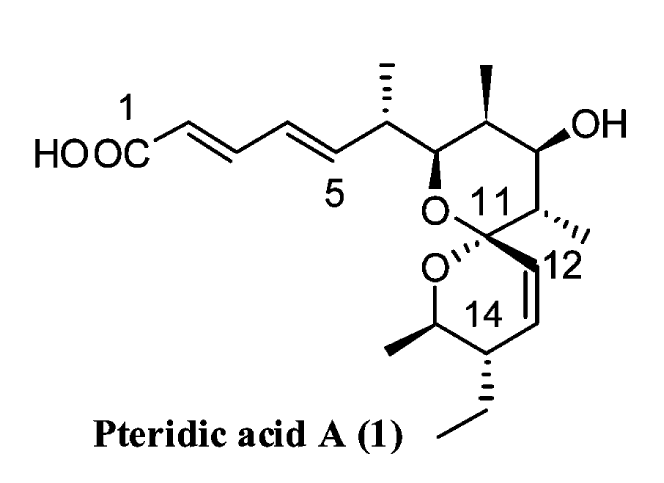 1
OH
HOOC
5
O
11
O
12
14
Pteridic acid A (1)